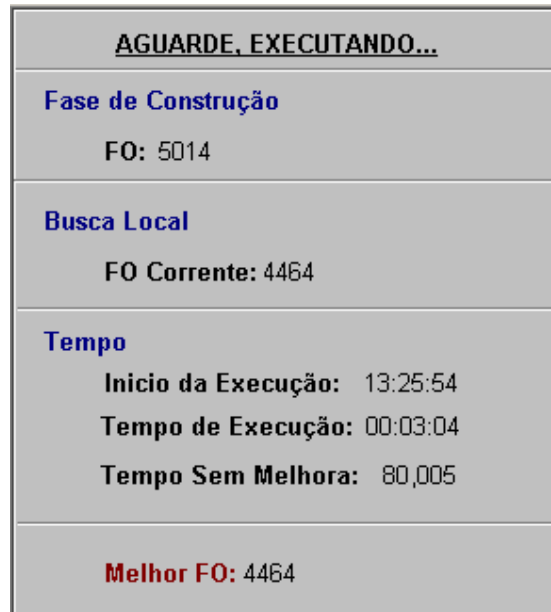 AGUARDE, EXECUTANDO...
Fase de Construção
FO: 5014
Busca Local
FO Corrente: 4464
Tempo
Inicio da Execução: 13:25:54
Tempo de Execução: 00:03:04
Tempo Sem Melhora: 80,005
Melhor FO: 4464